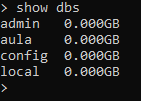 > show dbs
admin   0.000GB
aula    0.000GB
config  0.000GB
local   0.000GB
>